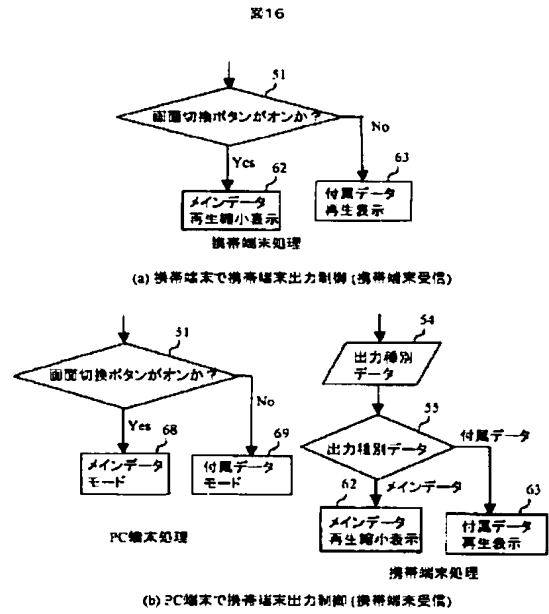 図16
51
画面切換ボタンがオンか?
No
Yes
62
63
メインデータ
再生縮小表示
付属データ
再生表示
携帯端末処理
(a) 携帯端末で携帯端末出力制御 (携帯端末受信)
51
画面切換ボタンがオンか?
Yes
No
68
69
メインデータ
モード
付属データ
モード
PC端末処理
54
出力種別
データ
55
出力種別データ
付属データ
62
メインデータ
63
メインデータ
再生縮小表示
付属データ
再生表示
携帯端末処理
(b) PC端末で携帯端末出力制御 (携帯端末受信)